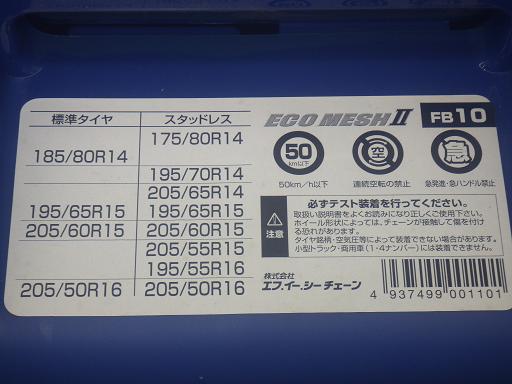 標準タイヤ スタッドレス
175/80R14
185/80R14
195/70R14
205/65R14
195/65R15 195/65R15
205/60R15 205/60R15
205/55R15
195/55R16
205/50R16 205/50R16
ECO MESH II FB10
50 km以下 空 急
50km/h以下 連続空転の禁止 急発進・急ハンドル禁止
注意
必ずテスト装着を行ってください。
取扱い説明書をよくお読みになり正しくご使用下さい。
ホイール形状によっては、チェーンが接触して傷を付け
る恐れがあります。
タイヤ銘柄・空気圧等によって装着できない場合があります。
小型トラック・商用車(1・4ナンバー)には装着できません。
株式会社
エフ.イー.シーチェーン
4 937499 001101